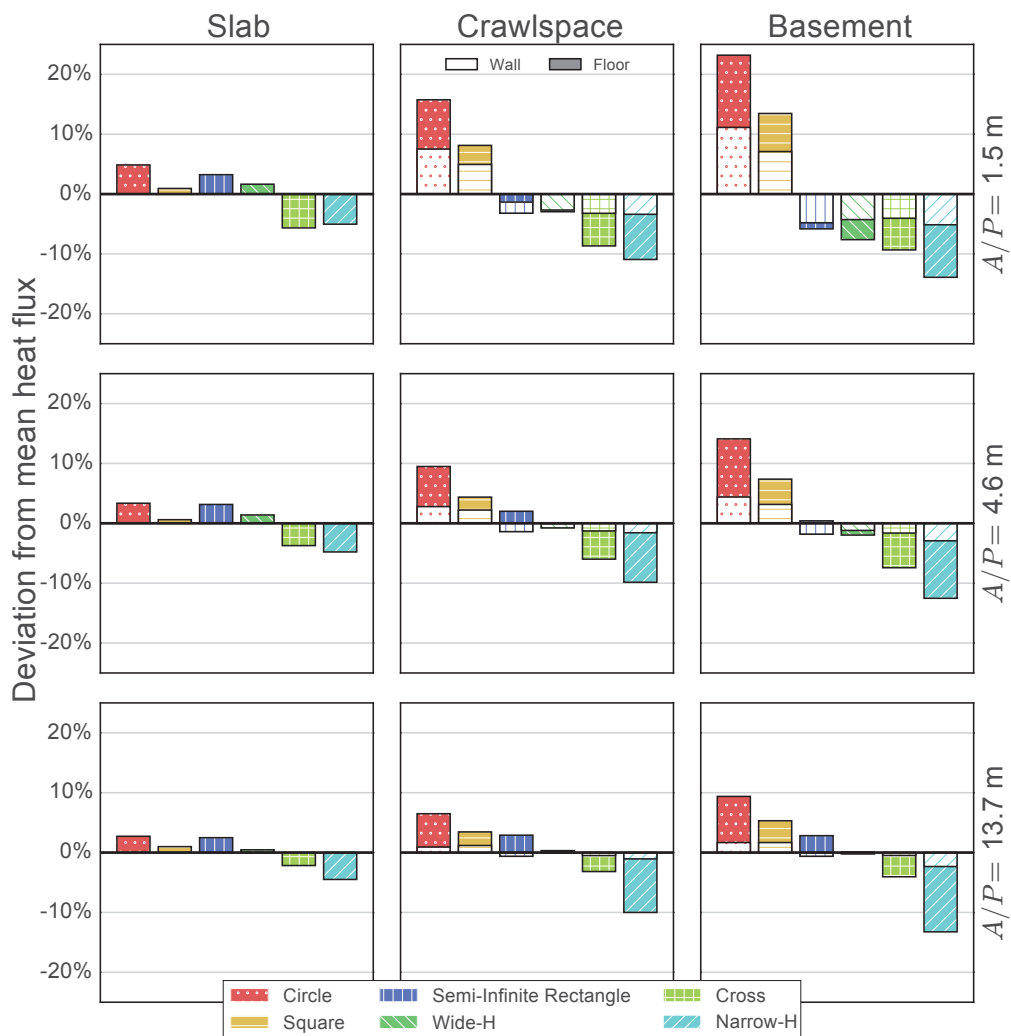 Slab Crawlspace Basement
Wall Floor
20%
10%
0%
-10%
-20%
A/P= 1.5 m
20%
10%
0%
-10%
-20%
A/P= 4.6 m
Deviation from mean heat flux
20%
10%
0%
-10%
-20%
A/P= 13.7 m
Circle Semi-Infinite Rectangle Cross
Square Wide-H Narrow-H